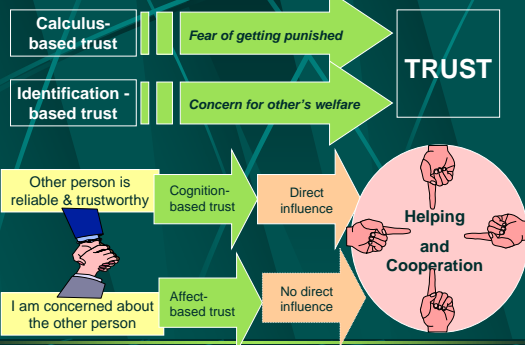 Calculus-
based trust
Fear of getting punished
TRUST
Identification -
based trust
Concern for other's welfare
Other person is
reliable & trustworthy
Cognition-
based trust
Direct
influence
Helping
and
Cooperation
I am concerned about
the other person
Affect-
based trust
No direct
influence